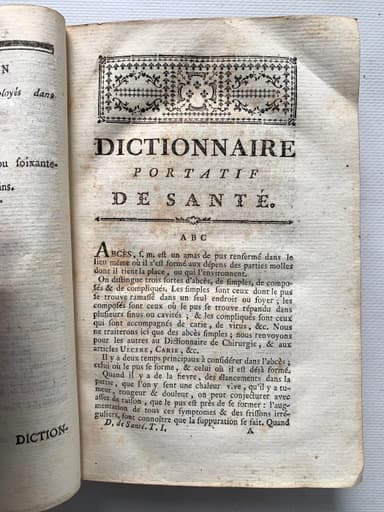 N
ployés dans
ou soixante-
ns.
DICTION-
DICTIONNAIRE
PORTATIF
DE SANTÉ.
ABC
ABCÈS, s. m. est un amas de pus renfermé dans le
lieu même où il s'est formé aux dépens des parties molles
dont il tient la place, ou qui l'environnent.
On distingue trois sortes d'abcès, de simples, de compo-
sés & de compliqués. Les simples sont ceux dont le pus
se trouve ramassé dans un seul endroit ou foyer; les
composés sont ceux où le pus se trouve répandu dans
plusieurs sinus ou cavités; & les compliqués sont ceux
qui sont accompagnés de carie, de virus, &c. Nous
ne traiterons ici que des abcès simples; nous renvoyons
pour les autres au Dictionnaire de Chirurgie, & aux
articles ULCERE, CARIE, &c.
Il y a deux temps principaux à considérer dans l'abcès;
celui où le pus se forme, & celui où il est déjà formé.
Quand il y a de la fievre, des élancements dans la
partie, que l'on y sent une chaleur vive, qu'il y a tu-
meur, rougeur & douleur, on peut conjecturer avec
assez de raison, que le pus est près de se former: l'aug-
mentation de tous ces symptomes & des frissons irré-
guliers, font connoître que la suppuration se fait. Quand
D. de Santé. T. I. A